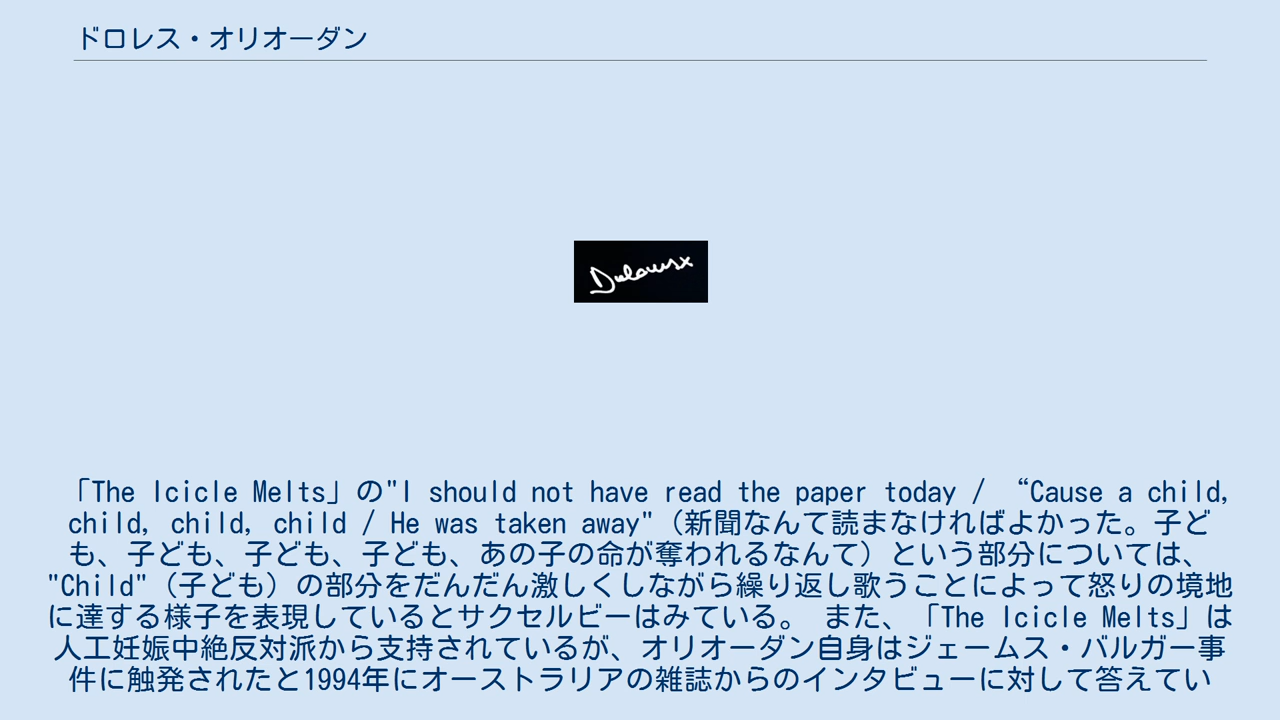 ドロレス・オリオーダン
Dolores x
「The Icicle Melts」の"I should not have read the paper today / “Cause a child,
child, child, child / He was taken away"（新聞なんて読まなければよかった。子ど
も、子ども、子ども、子ども、あの子の命が奪われるなんて）という部分については、
"Child"（子ども）の部分をだんだん激しくしながら繰り返し歌うことによって怒りの境地
に達する様子を表現しているとサクセルビーはみている。 また、「The Icicle Melts」は
人工妊娠中絶反対派から支持されているが、オリオーダン自身はジェームス・バルガー事
件に触発されたと1994年にオーストラリアの雑誌からのインタビューに対して答えてい